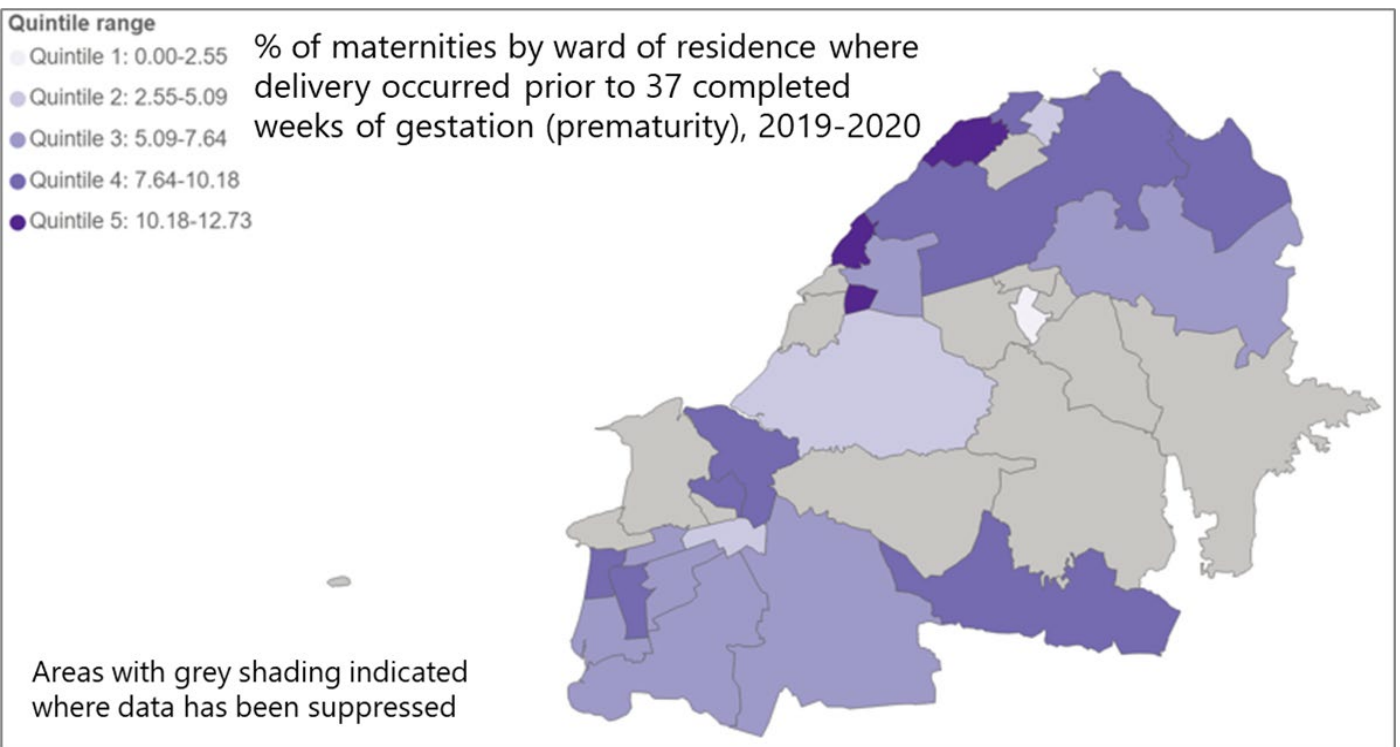 Quintile range
Quintile 1: 0.00-2.55
Quintile 2: 2.55-5.09
Quintile 3: 5.09-7.64
Quintile 4: 7.64-10.18
Quintile 5: 10.18-12.73
% of maternities by ward of residence where
delivery occurred prior to 37 completed
weeks of gestation (prematurity), 2019-2020
Areas with grey shading indicated
where data has been suppressed